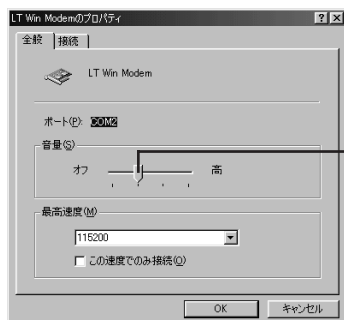 LT Win Modemのプロパティ
全般 接続
LT Win Modem
ポート(P): COM2
音量(S)
オフ 高
最高速度(M)
115200
この速度でのみ接続(O)
OK キャンセル